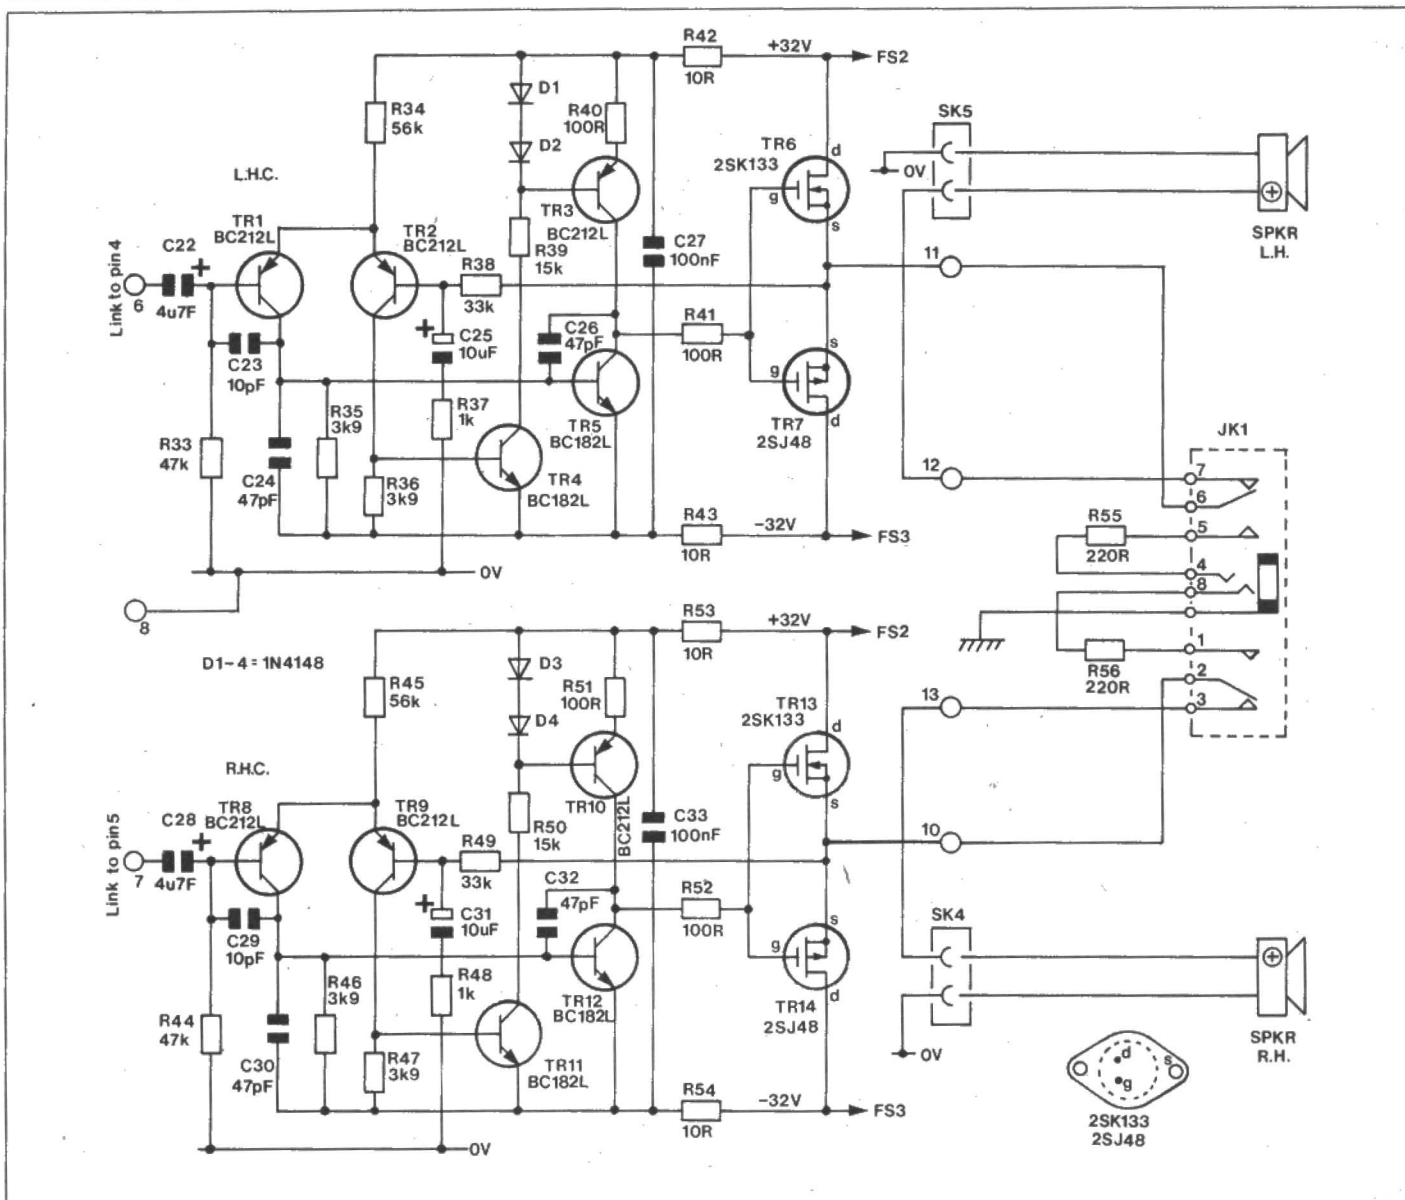 R42
10R
+32V
FS2
D1
R34
56k
R40
100R
D2
TR6
2SK133
d
g
s
SK5
0V
SPKR
L.H.
L.H.C.
TR1
BC212L
TR2
BC212L
TR3
BC212L
C22
+
4u7F
Link to pin 4
6
R38
33k
R39
15k
C27
100nF
11
+
C25
10uF
C26
47pF
R41
100R
C23
10pF
s
g
d
TR7
2SJ48
R35
3k9
R37
1k
TR5
BC182L
R33
47k
C24
47pF
R36
3k9
TR4
BC182L
12
JK1
7
6
5
4
8
1
2
3
R55
220R
R56
220R
R43
10R
-32V
FS3
0V
8
R53
10R
+32V
FS2
D1-4 = 1N4148
D3
R45
56k
R51
100R
D4
TR13
2SK133
d
g
s
13
R.H.C.
TR8
BC212L
TR9
BC212L
TR10
BC212L
C28
+
4u7F
Link to pin 5
7
R49
33k
R50
15k
C33
100nF
10
+
C31
10uF
C32
47pF
R52
100R
C29
10pF
s
g
d
TR14
2SJ48
SK4
0V
SPKR
R.H.
R46
3k9
R48
1k
TR12
BC182L
R44
47k
C30
47pF
R47
3k9
TR11
BC182L
R54
10R
-32V
FS3
0V
d
g
s
2SK133
2SJ48